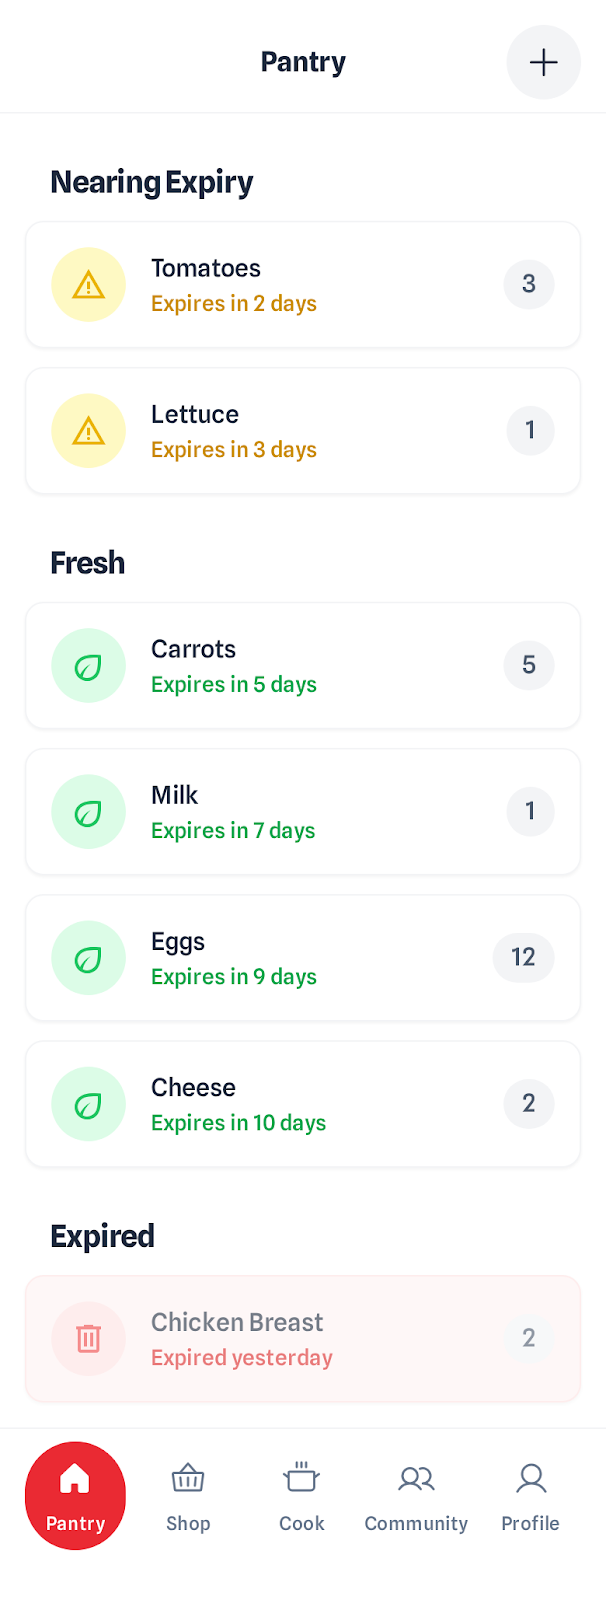 Pantry
Nearing Expiry
Tomatoes
Expires in 2 days
3
Lettuce
Expires in 3 days
1
Fresh
Carrots
Expires in 5 days
5
Milk
Expires in 7 days
1
Eggs
Expires in 9 days
12
Cheese
Expires in 10 days
2
Expired
Chicken Breast
Expired yesterday
2
Pantry
Shop
Cook
Community
Profile